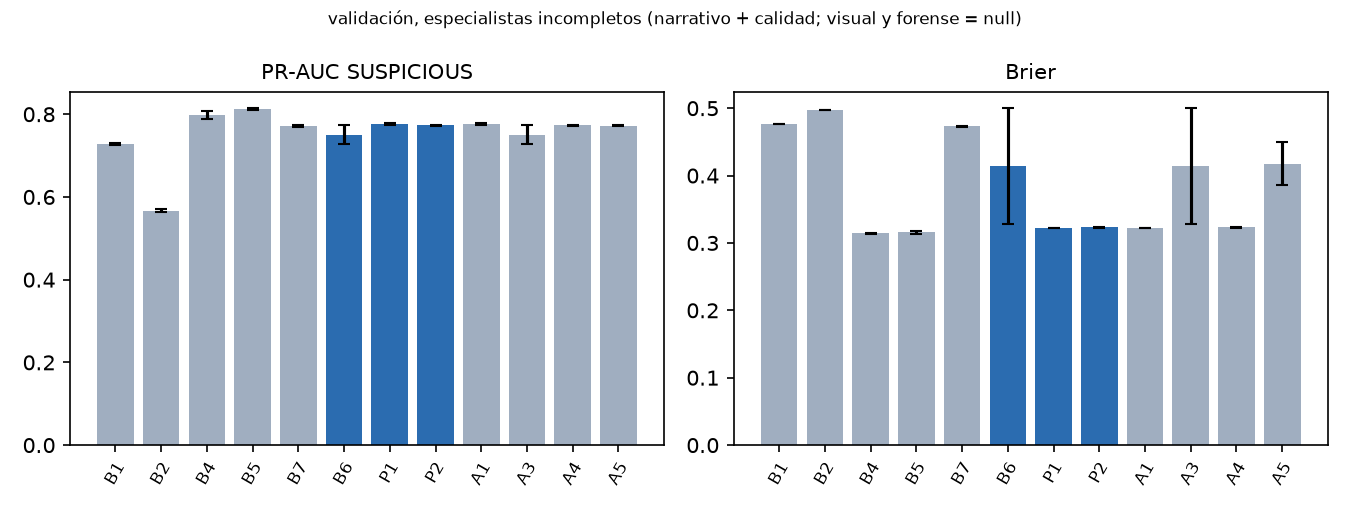 validación, especialistas incompletos (narrativo + calidad; visual y forense = null)
PR-AUC SUSPICIOUS
0.8
0.6
0.4
0.2
0.0
B1 B2 B4 B5 B7 B6 P1 P2 A1 A3 A4 A5
Brier
0.5
0.4
0.3
0.2
0.1
0.0
B1 B2 B4 B5 B7 B6 P1 P2 A1 A3 A4 A5